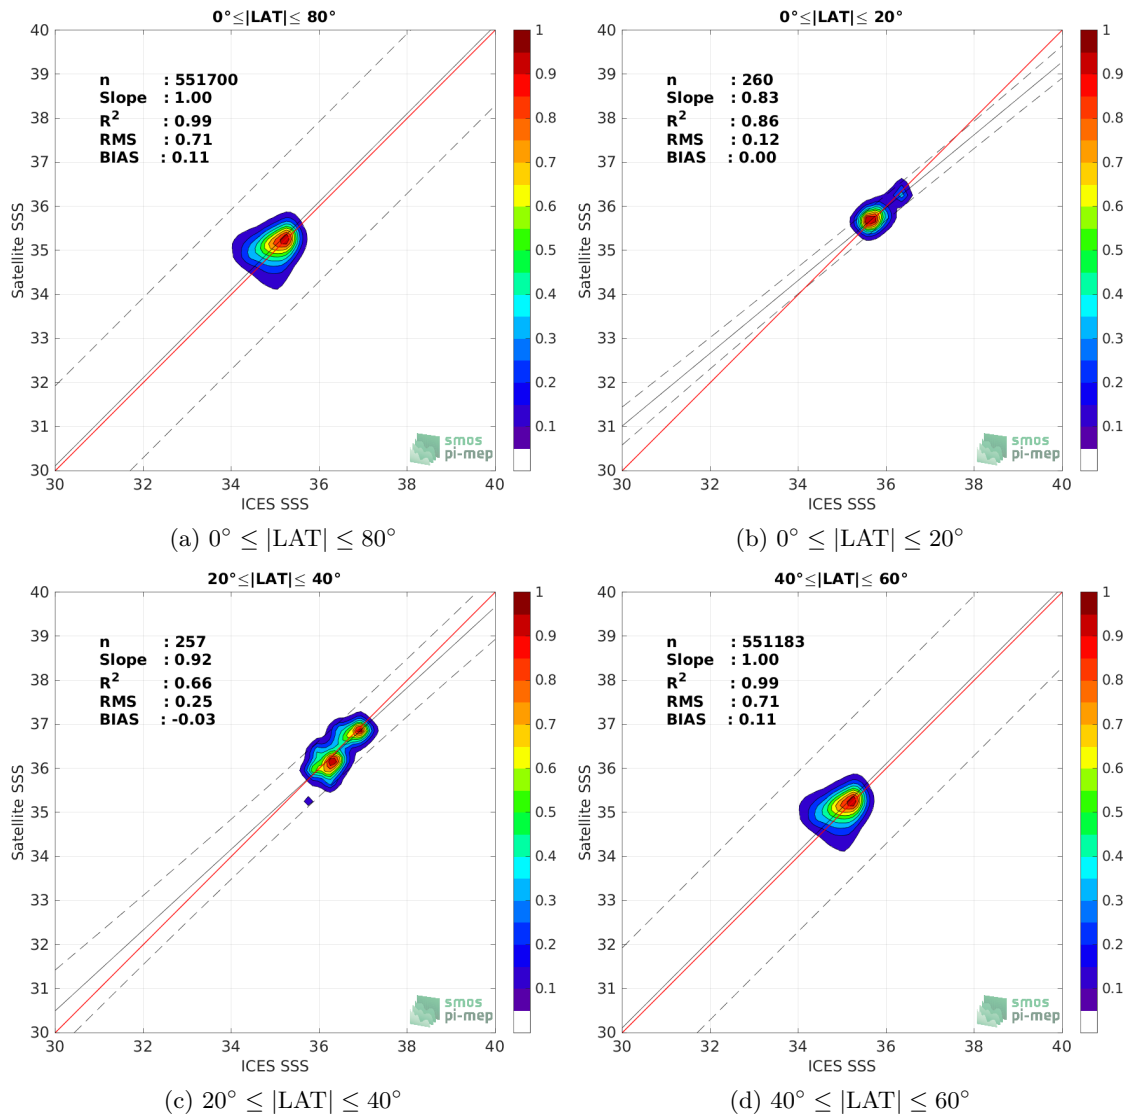 0°≤|LAT|≤ 80°
40
39
38
37
36
35
34
33
32
31
30
Satellite SSS
n : 551700
Slope : 1.00
R² : 0.99
RMS : 0.71
BIAS : 0.11
smos
pi-mep
30 32 34 36 38 40
ICES SSS
1
0.9
0.8
0.7
0.6
0.5
0.4
0.3
0.2
0.1
(a) 0° ≤ |LAT| ≤ 80°
0°≤|LAT|≤ 20°
40
39
38
37
36
35
34
33
32
31
30
Satellite SSS
n : 260
Slope : 0.83
R² : 0.86
RMS : 0.12
BIAS : 0.00
smos
pi-mep
30 32 34 36 38 40
ICES SSS
1
0.9
0.8
0.7
0.6
0.5
0.4
0.3
0.2
0.1
(b) 0° ≤ |LAT| ≤ 20°
20°≤|LAT|≤ 40°
40
39
38
37
36
35
34
33
32
31
30
Satellite SSS
n : 257
Slope : 0.92
R² : 0.66
RMS : 0.25
BIAS : -0.03
smos
pi-mep
30 32 34 36 38 40
ICES SSS
1
0.9
0.8
0.7
0.6
0.5
0.4
0.3
0.2
0.1
(c) 20° ≤ |LAT| ≤ 40°
40°≤|LAT|≤ 60°
40
39
38
37
36
35
34
33
32
31
30
Satellite SSS
n : 551183
Slope : 1.00
R² : 0.99
RMS : 0.71
BIAS : 0.11
smos
pi-mep
30 32 34 36 38 40
ICES SSS
1
0.9
0.8
0.7
0.6
0.5
0.4
0.3
0.2
0.1
(d) 40° ≤ |LAT| ≤ 60°